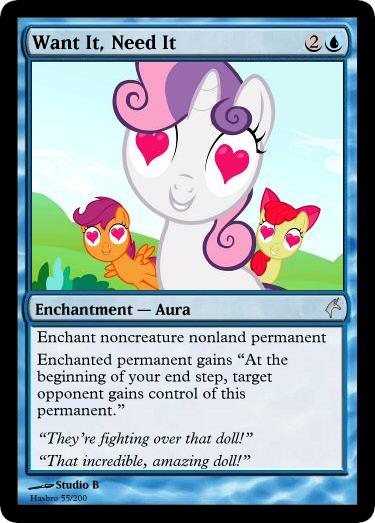 Want It, Need It 2
Enchantment — Aura
Enchant noncreature nonland permanent
Enchanted permanent gains “At the
beginning of your end step, target
opponent gains control of this
permanent.”
“They're fighting over that doll!”
“That incredible, amazing doll!”
Studio B
Hasbro 55/200